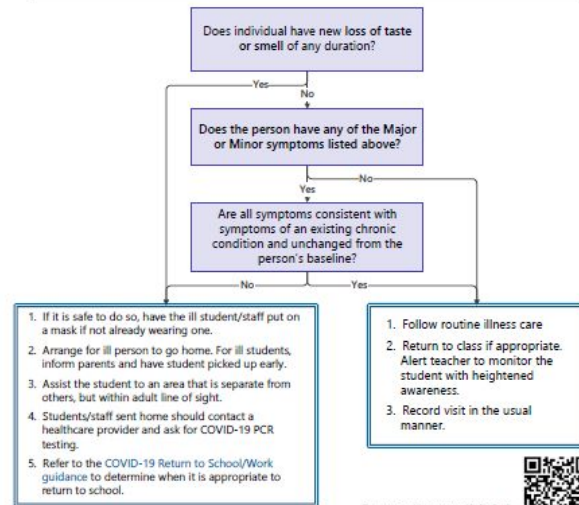 Does individual have new loss of taste
or smell of any duration?
Yes
No
Does the person have any of the Major
or Minor symptoms listed above?
No
Yes
Are all symptoms consistent with
symptoms of an existing chronic
condition and unchanged from the
person's baseline?
No
Yes
1. If it is safe to do so, have the ill student/staff put on
a mask if not already wearing one.
2. Arrange for ill person to go home. For ill students,
inform parents and have student picked up early.
3. Assist the student to an area that is separate from
others, but within adult line of sight.
4. Students/staff sent home should contact a
healthcare provider and ask for COVID-19 PCR
testing.
5. Refer to the COVID-19 Return to School/Work
guidance to determine when it is appropriate to
return to school.
1. Follow routine illness care
2. Return to class if appropriate.
Alert teacher to monitor the
student with heightened
awareness.
3. Record visit in the usual
manner.